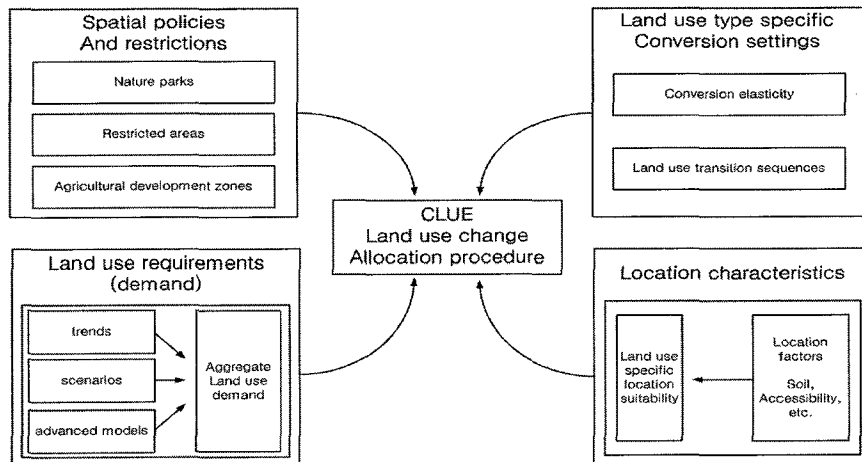 Spatial policies
And restrictions
Nature parks
Restricted areas
Agricultural development zones
Land use type specific
Conversion settings
Conversion elasticity
Land use transition sequences
CLUE
Land use change
Allocation procedure
Land use requirements
(demand)
trends
scenarios
advanced models
Aggregate
Land use
demand
Location characteristics
Land use
specific
location
suitability
Location
factors
Soil,
Accessibility,
etc.